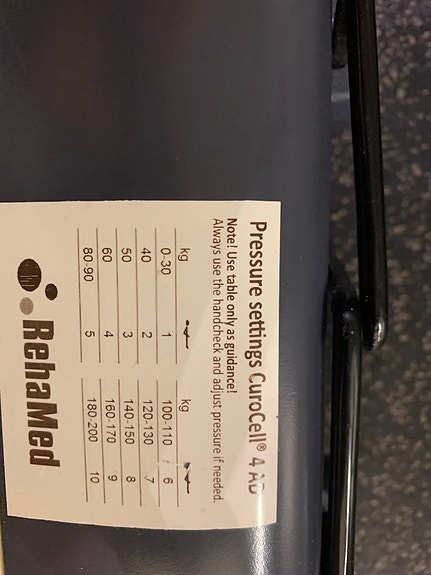 Pressure settings CuroCell® 4
Note! Use table only as guidance!
Always use the handcheck and adjust pressure if needed.
kg kg
0-30 1 100-110 6
40 2 120-130 7
50 3 140-150 8
60 4 160-170 9
80-90 5 180-200 10
RehaMed